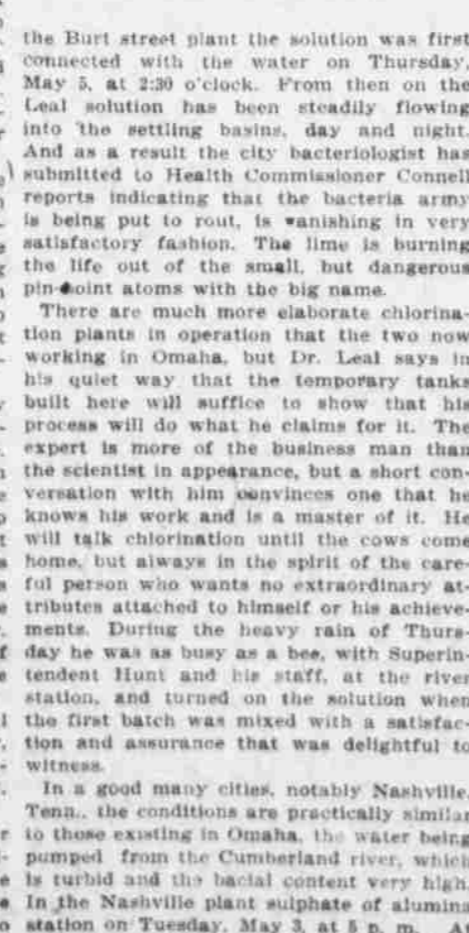 the Burt street plant the solution was first
connected with the water on Thursday,
May 5, at 2:30 o'clock. From then on the
Leal solution has been steadily flowing
into the settling basins, day and night.
And as a result the city bacteriologist has
submitted to Health Commissioner Connell
reports indicating that the bacteria army
is being put to rout, is vanishing in very
satisfactory fashion. The lime is burning
the life out of the small, but dangerous
pin-point atoms with the big name.
There are much more elaborate chlorina-
tion plants in operation that the two now
working in Omaha, but Dr. Leal says in
his quiet way that the temporary tanks
built here will suffice to show that his
process will do what he claims for it. The
expert is more of the business man than
the scientist in appearance, but a short con-
versation with him convinces one that he
knows his work and is a master of it. He
will talk chlorination until the cows come
home, but always in the spirit of the care-
ful person who wants no extraordinary at-
tributes attached to himself or his achieve-
ments. During the heavy rain of Thurs-
day he was as busy as a bee, with Superin-
tendent Hunt and his staff, at the river
station, and turned on the solution when
the first batch was mixed with a satisfac-
tion and assurance that was delightful to
witness.
In a good many cities, notably Nashville,
Tenn., the conditions are practically similar
to those existing in Omaha, the water being
pumped from the Cumberland river, which
is turbid and the bacial content very high.
In the Nashville plant sulphate of alumina
station on Tuesday, May 3, at 5 p. m. At